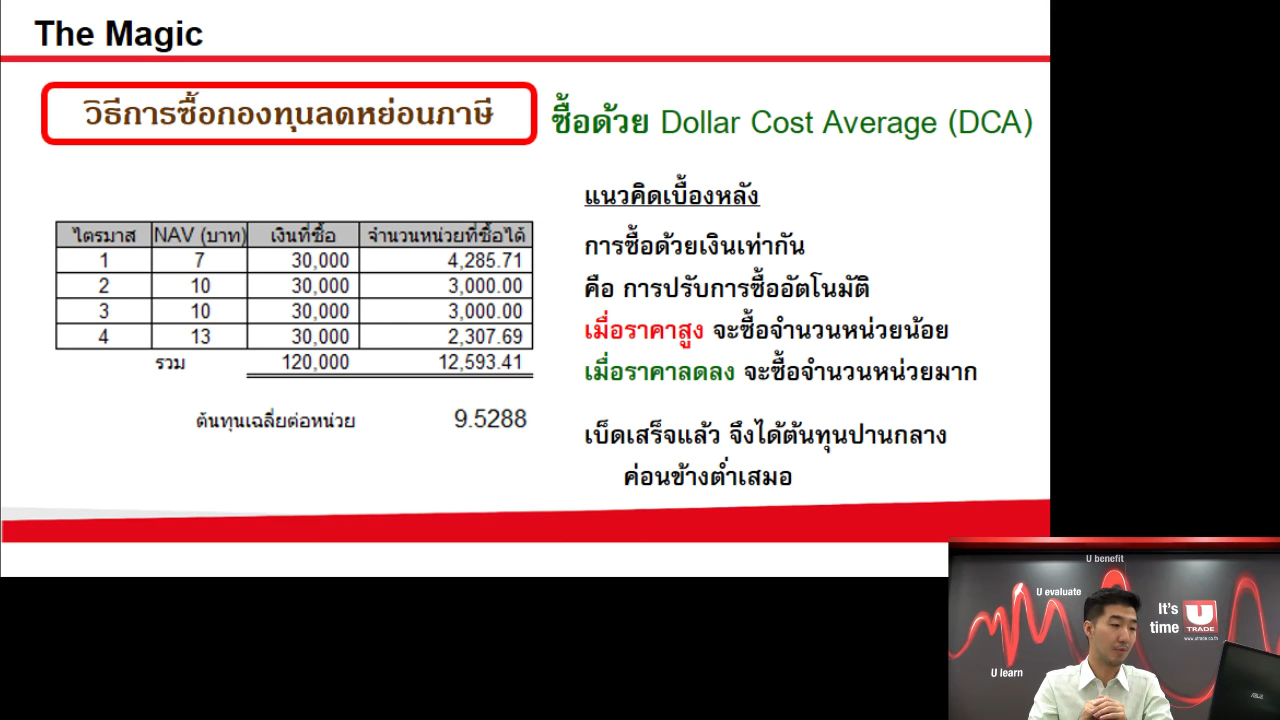 The Magic
วิธีการซื้อกองทุนลดหย่อนภาษี
ซื้อด้วย Dollar Cost Average (DCA)
แนวคิดเบื้องหลัง
การซื้อด้วยเงินเท่ากัน
คือ การปรับการซื้ออัตโนมัติ
เมื่อราคาสูง จะซื้อจำนวนหน่วยน้อย
เมื่อราคาลดลง จะซื้อจำนวนหน่วยมาก
เบ็ดเสร็จแล้ว จึงได้ต้นทุนปานกลาง
ค่อนข้างต่ำเสมอ
ไตรมาส NAV (บาท) เงินที่ซื้อ จำนวนหน่วยที่ซื้อได้
1 7 30,000 4,285.71
2 10 30,000 3,000.00
3 10 30,000 3,000.00
4 13 30,000 2,307.69
รวม 120,000 12,593.41
ต้นทุนเฉลี่ยต่อหน่วย 9.5288
U benefit
U evaluate
U learn
It's
time
U
TRADE
www.utrade.co.th
ASUS